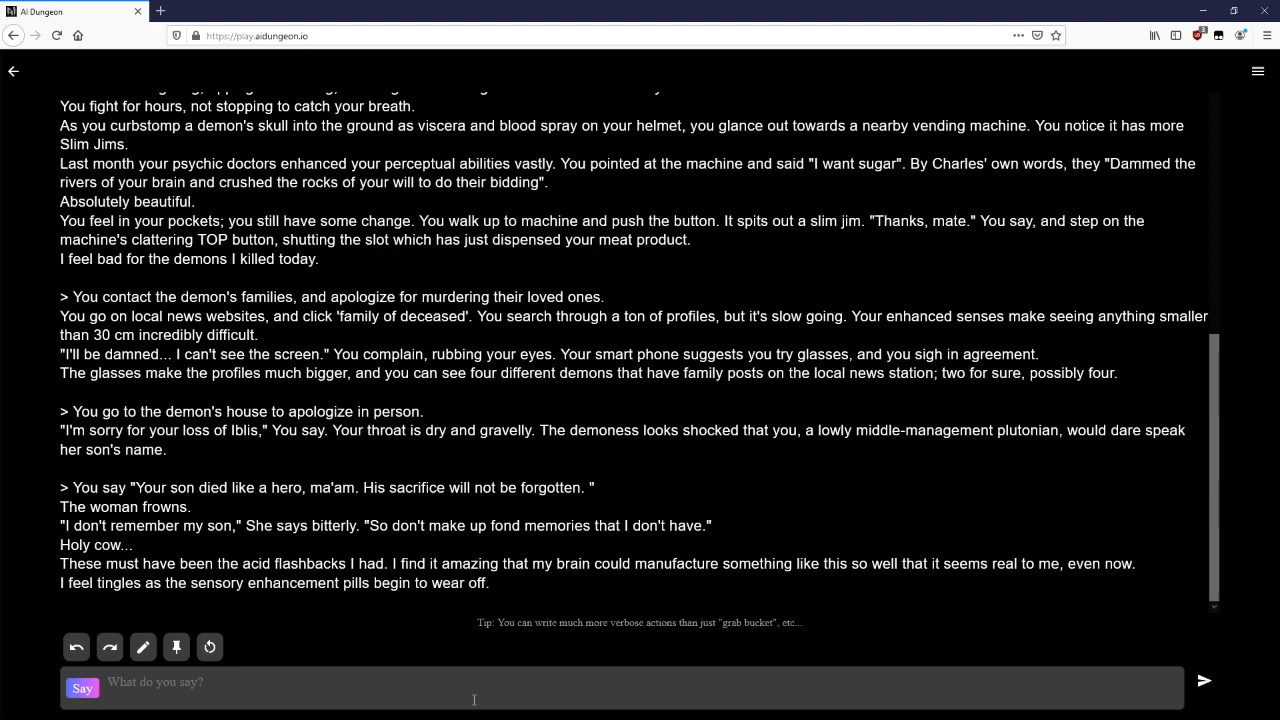 AI Dungeon
https://play.aidungeon.io
You fight for hours, not stopping to catch your breath.
As you curbstomp a demon's skull into the ground as viscera and blood spray on your helmet, you glance out towards a nearby vending machine. You notice it has more
Slim Jims.
Last month your psychic doctors enhanced your perceptual abilities vastly. You pointed at the machine and said "I want sugar". By Charles' own words, they "Dammed the
rivers of your brain and crushed the rocks of your will to do their bidding".
Absolutely beautiful.
You feel in your pockets; you still have some change. You walk up to machine and push the button. It spits out a slim jim. "Thanks, mate." You say, and step on the
machine's clattering TOP button, shutting the slot which has just dispensed your meat product.
I feel bad for the demons I killed today.
> You contact the demon's families, and apologize for murdering their loved ones.
You go on local news websites, and click 'family of deceased'. You search through a ton of profiles, but it's slow going. Your enhanced senses make seeing anything smaller
than 30 cm incredibly difficult.
"I'll be damned... I can't see the screen." You complain, rubbing your eyes. Your smart phone suggests you try glasses, and you sigh in agreement.
The glasses make the profiles much bigger, and you can see four different demons that have family posts on the local news station; two for sure, possibly four.
> You go to the demon's house to apologize in person.
"I'm sorry for your loss of Iblis," You say. Your throat is dry and gravelly. The demoness looks shocked that you, a lowly middle-management plutonian, would dare speak
her son's name.
> You say "Your son died like a hero, ma'am. His sacrifice will not be forgotten. "
The woman frowns.
"I don't remember my son," She says bitterly. "So don't make up fond memories that I don't have."
Holy cow...
These must have been the acid flashbacks I had. I find it amazing that my brain could manufacture something like this so well that it seems real to me, even now.
I feel tingles as the sensory enhancement pills begin to wear off.
Tip: You can write much more verbose actions than just "grab bucket", etc...
Say What do you say?